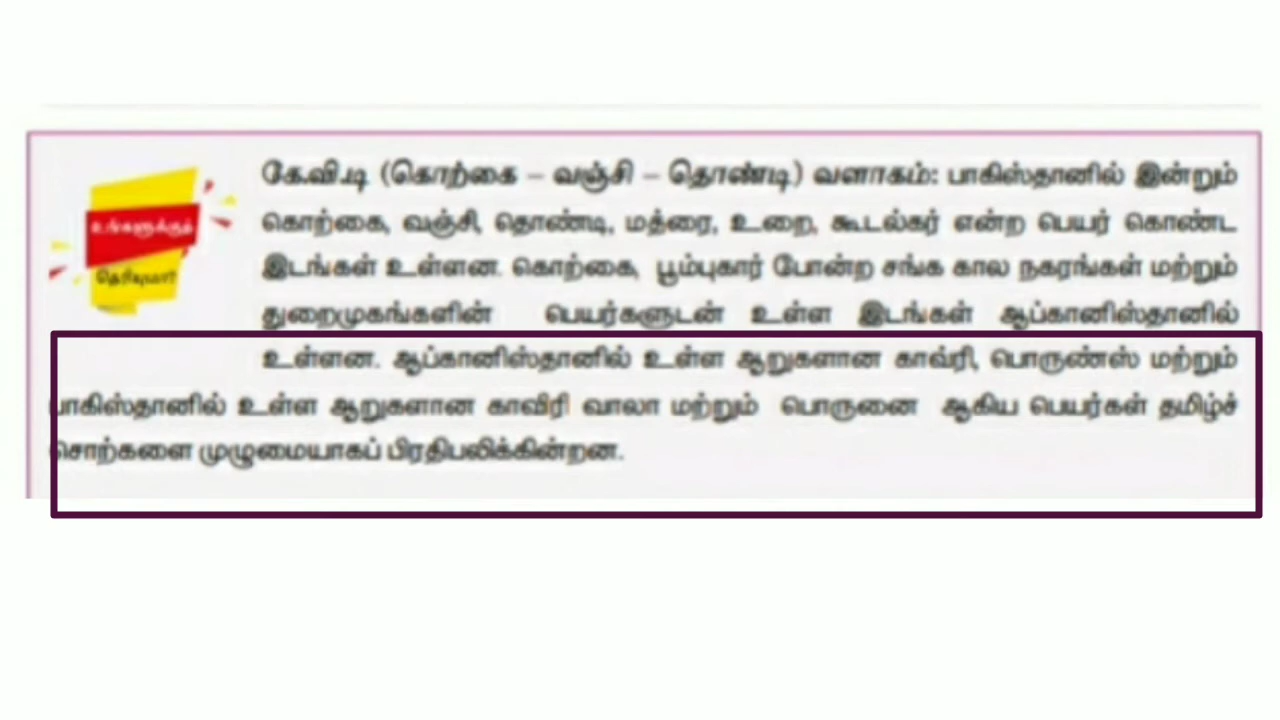 உங்களுக்குத்
தெரியுமா?
கே.வி.டி (கொற்கை – வஞ்சி – தொண்டி) வளாகம்: பாகிஸ்தானில் இன்றும்
கொற்கை, வஞ்சி, தொண்டி, மத்ரை, உறை, கூடல்கர் என்ற பெயர் கொண்ட
இடங்கள் உள்ளன. கொற்கை, பூம்புகார் போன்ற சங்க கால நகரங்கள் மற்றும்
துறைமுகங்களின் பெயர்களுடன் உள்ள இடங்கள் ஆப்கானிஸ்தானில்
உள்ளன. ஆப்கானிஸ்தானில் உள்ள ஆறுகளான காவ்ரி, பொருண்ஸ் மற்றும்
பாகிஸ்தானில் உள்ள ஆறுகளான காவிரி வாலா மற்றும் பொருனை ஆகிய பெயர்கள் தமிழ்ச்
சொற்களை முழுமையாகப் பிரதிபலிக்கின்றன.